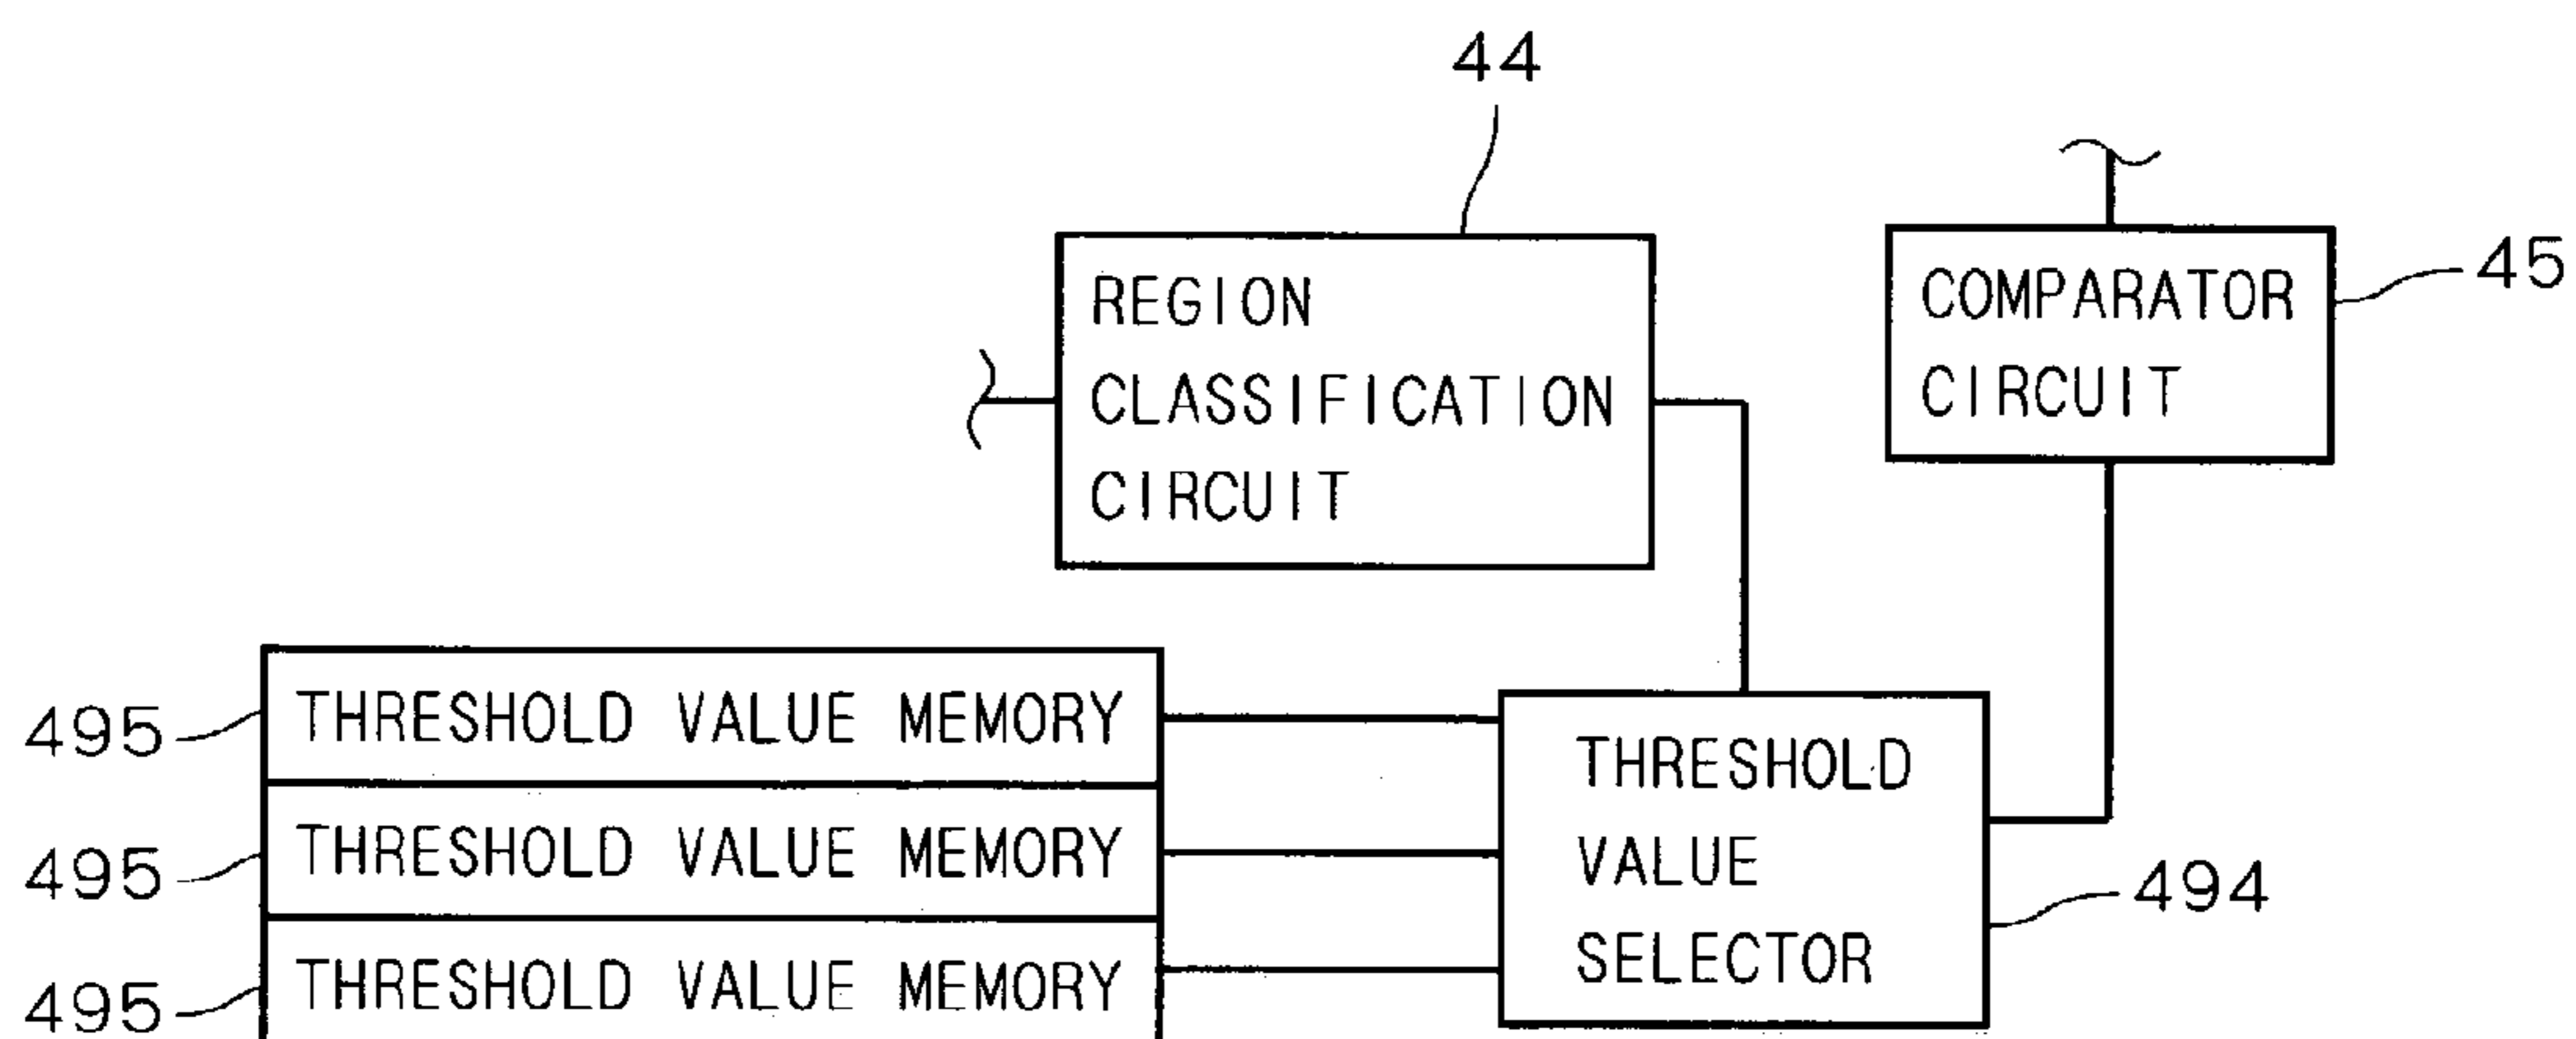 44
REGION
CLASSIFICATION
CIRCUIT
COMPARATOR
CIRCUIT
45
495
THRESHOLD VALUE MEMORY
495
THRESHOLD VALUE MEMORY
495
THRESHOLD VALUE MEMORY
THRESHOLD
VALUE
SELECTOR
494